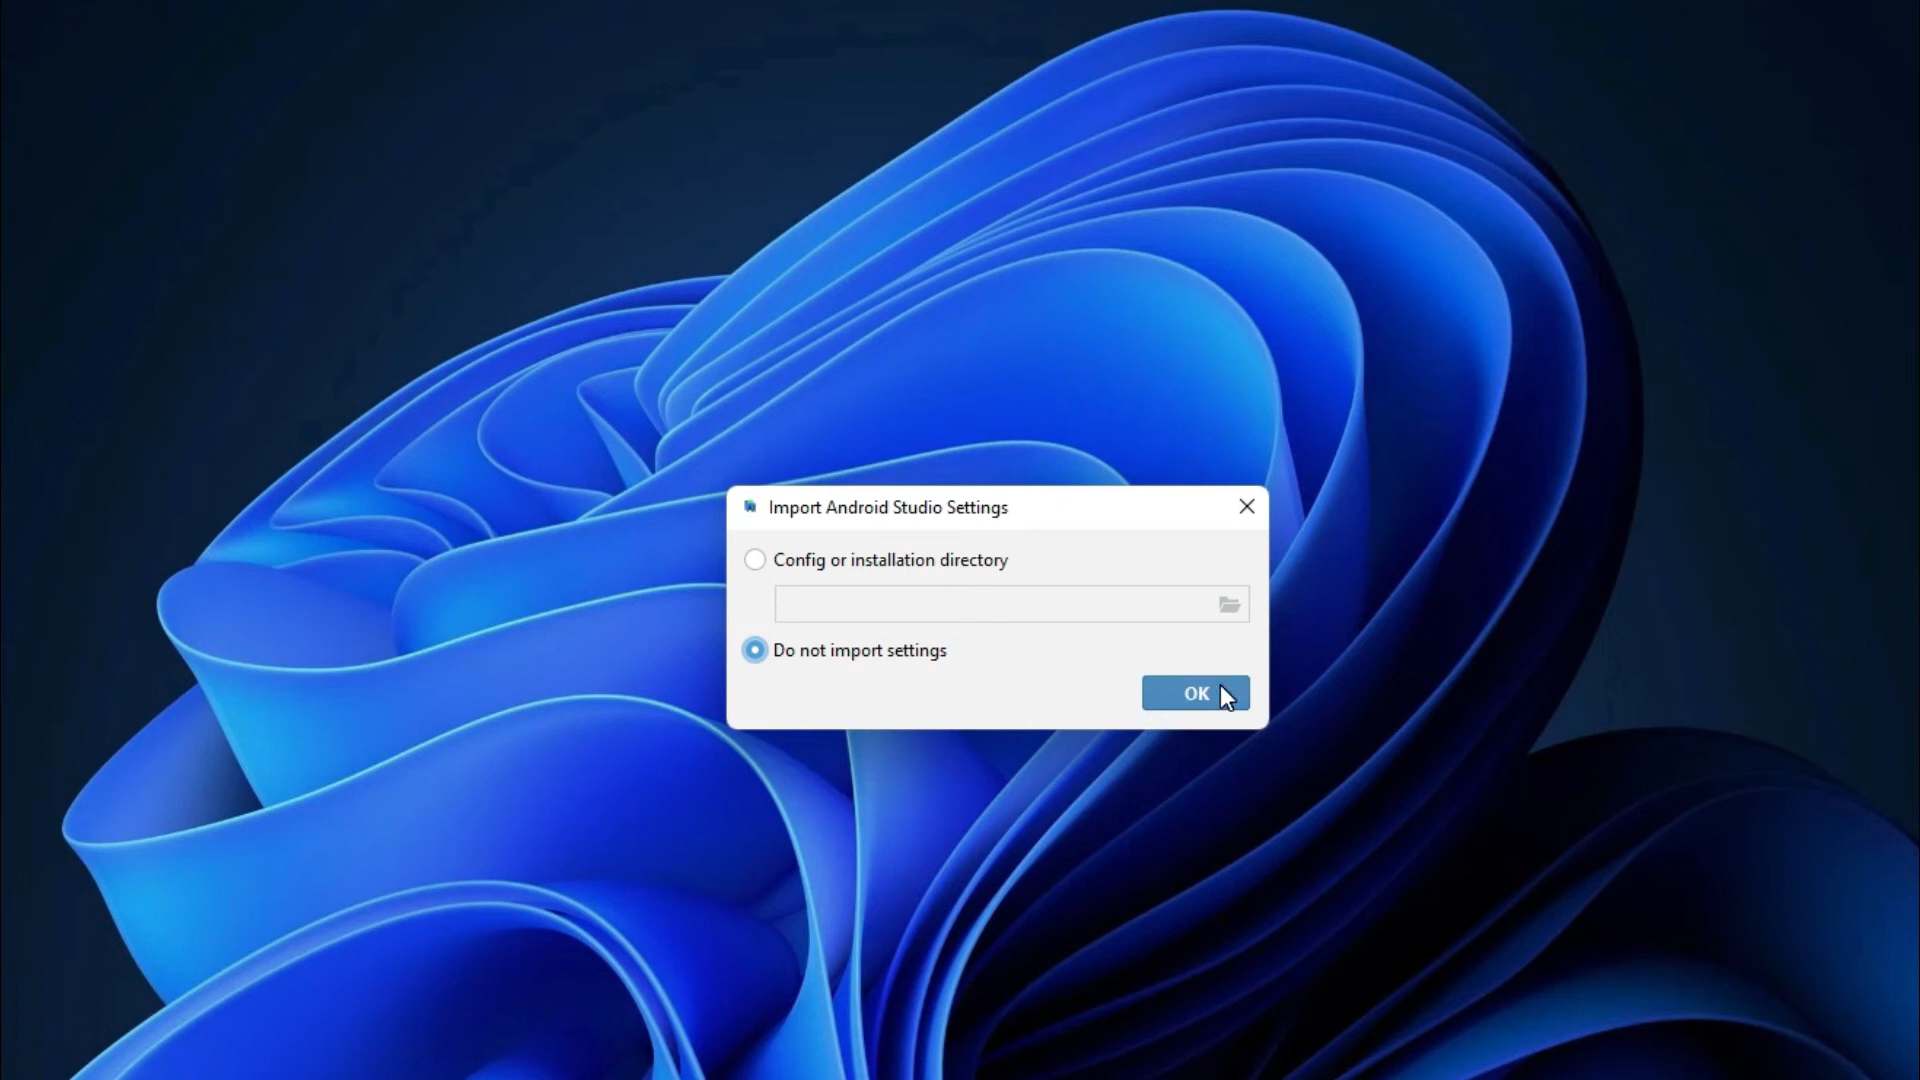 Import Android Studio Settings
Config or installation directory
Do not import settings
OK